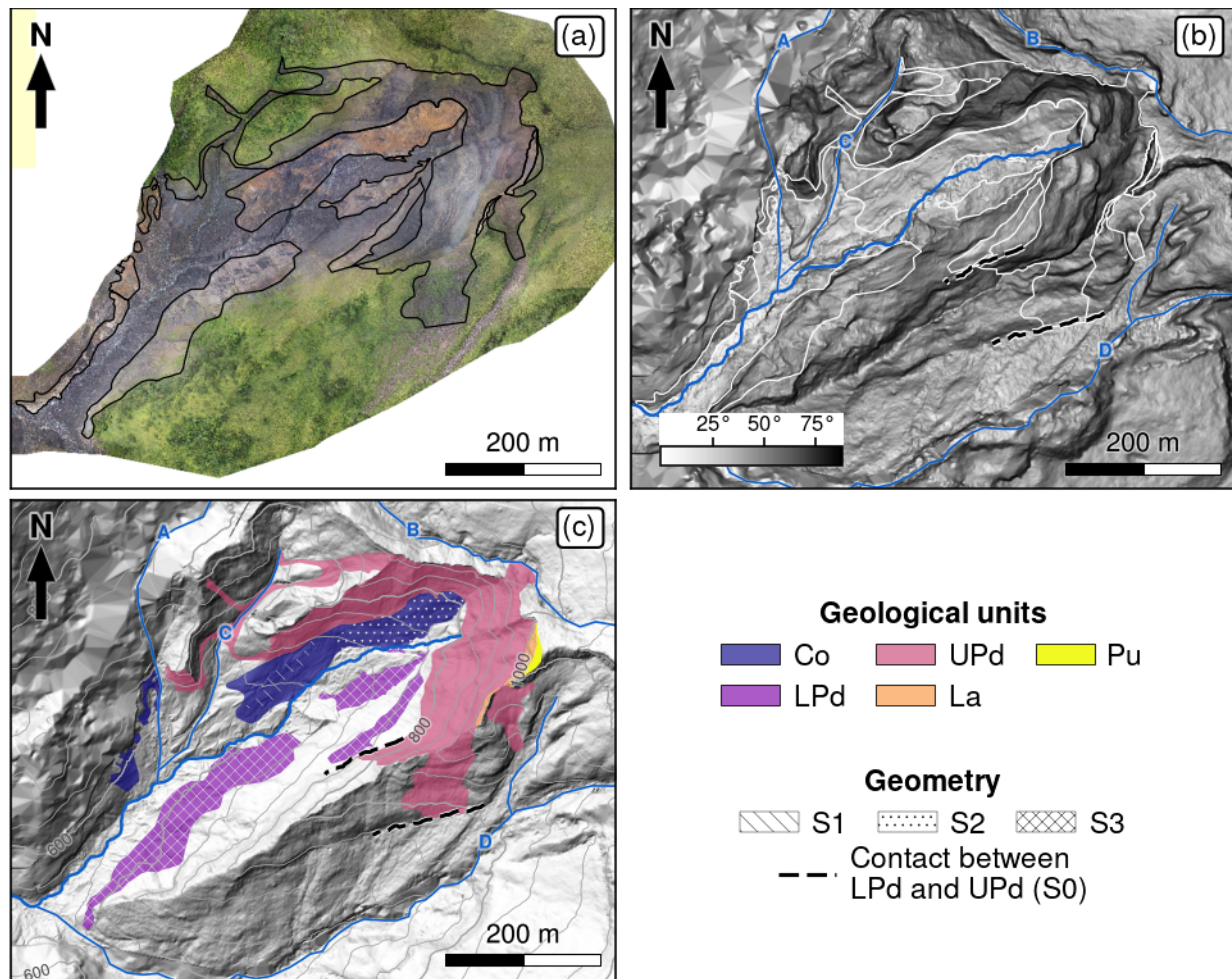 N
(a)
200 m
N
A
B
(b)
C
D
25° 50° 75°
200 m
N
A
B
(c)
C
1000
800
600
D
600
200 m
Geological units
Co UPd Pu
LPd La
Geometry
S1 S2 S3
Contact between
LPd and UPd (S0)